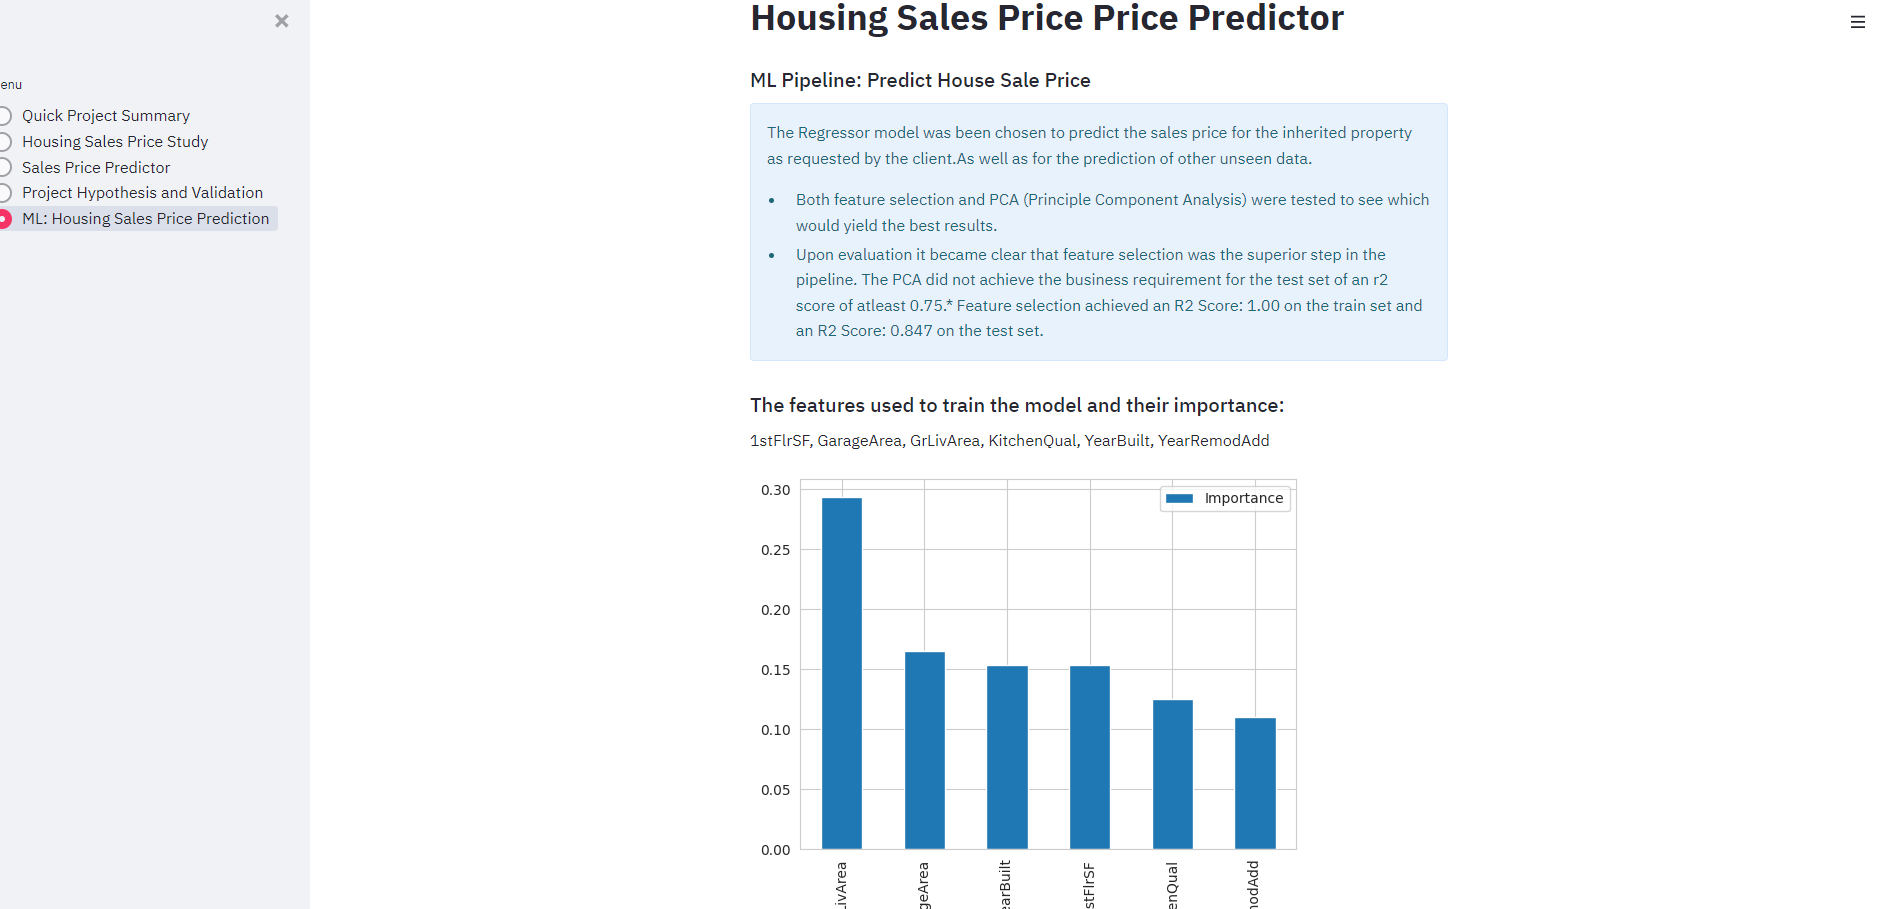 Housing Sales Price Price Predictor
enu
Quick Project Summary
Housing Sales Price Study
Sales Price Predictor
Project Hypothesis and Validation
ML: Housing Sales Price Prediction
ML Pipeline: Predict House Sale Price
The Regressor model was been chosen to predict the sales price for the inherited property
as requested by the client.As well as for the prediction of other unseen data.
Both feature selection and PCA (Principle Component Analysis) were tested to see which
would yield the best results.
Upon evaluation it became clear that feature selection was the superior step in the
pipeline. The PCA did not achieve the business requirement for the test set of an r2
score of atleast 0.75.* Feature selection achieved an R2 Score: 1.00 on the train set and
an R2 Score: 0.847 on the test set.
The features used to train the model and their importance:
1stFlrSF, GarageArea, GrLivArea, KitchenQual, YearBuilt, YearRemodAdd
Importance
0.30
0.25
0.20
0.15
0.10
0.05
0.00
LivArea
geArea
earBuilt
stFlrSF
enQual
modAdd